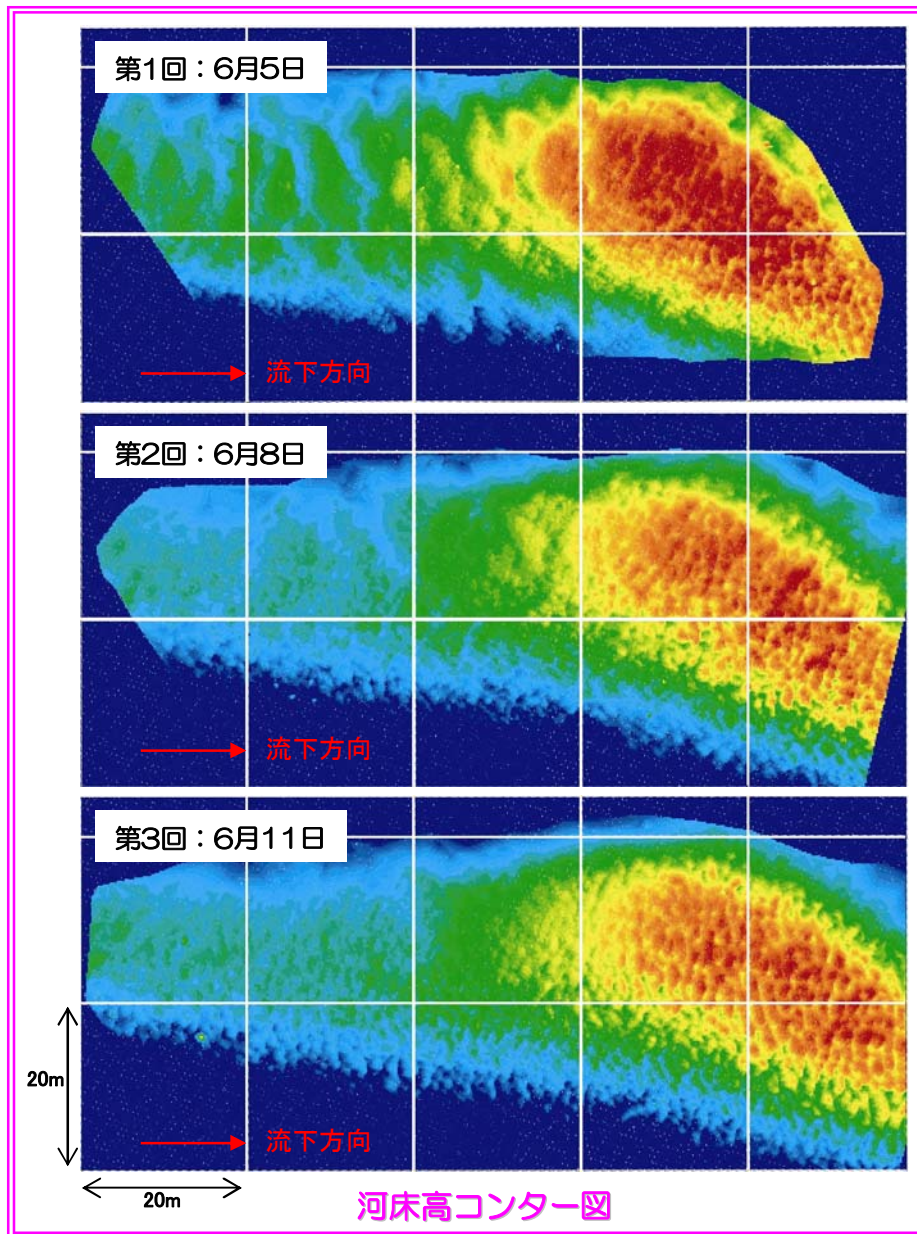 第1回：6月5日
流下方向
第2回：6月8日
流下方向
第3回：6月11日
20m
流下方向
20m
河床高コンター図